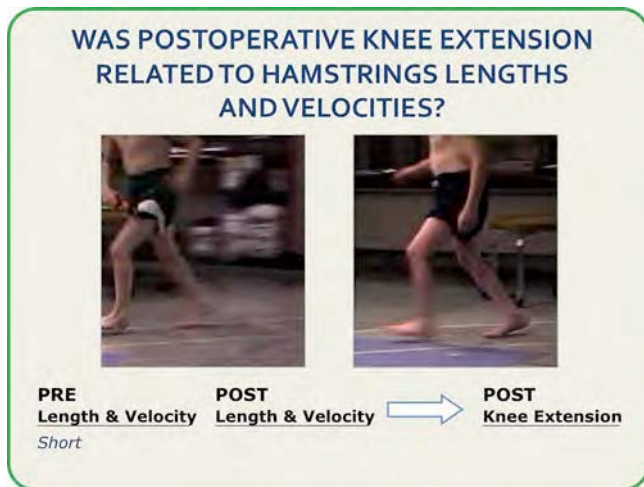 WAS POSTOPERATIVE KNEE EXTENSION
RELATED TO HAMSTRINGS LENGTHS
AND VELOCITIES?
PRE
Length & Velocity
Short
POST
Length & Velocity
POST
Knee Extension